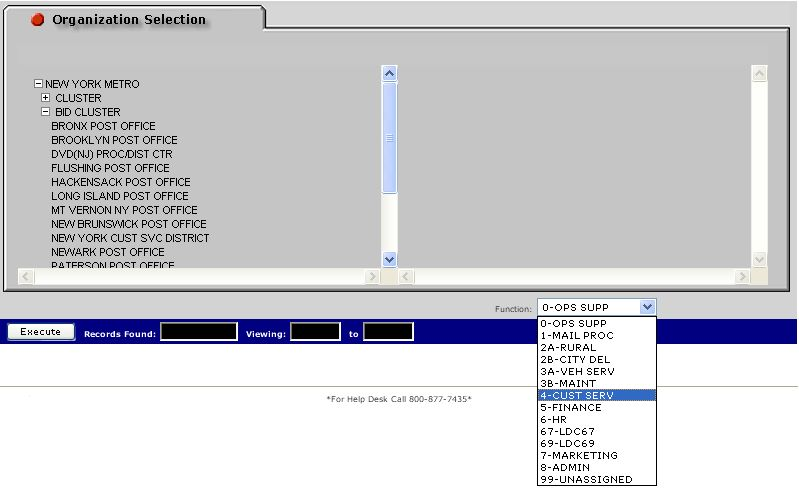 Organization Selection
NEW YORK METRO
CLUSTER
BID CLUSTER
BRONX POST OFFICE
BROOKLYN POST OFFICE
DVD(NJ) PROC/DIST CTR
FLUSHING POST OFFICE
HACKENSACK POST OFFICE
LONG ISLAND POST OFFICE
MT VERNON NY POST OFFICE
NEW BRUNSWICK POST OFFICE
NEW YORK CUST SVC DISTRICT
NEWARK POST OFFICE
PATERSON POST OFFICE
Function: 0-OPS SUPP
Execute Records Found: Viewing: to
0-OPS SUPP
1-MAIL PROC
2A-RURAL
2B-CITY DEL
3A-VEH SERV
3B-MAINT
4-CUST SERV
5-FINANCE
6-HR
67-LDC67
69-LDC69
7-MARKETING
8-ADMIN
99-UNASSIGNED
*For Help Desk Call 800-877-7435*